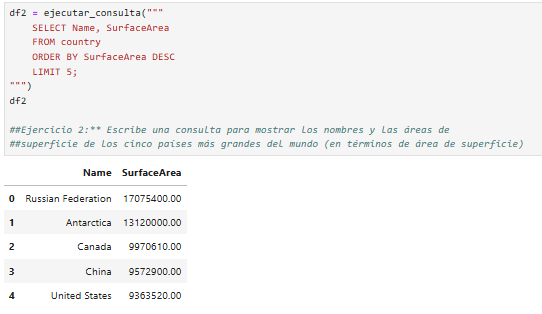 df2 = ejecutar_consulta("""
SELECT Name, SurfaceArea
FROM country
ORDER BY SurfaceArea DESC
LIMIT 5;
""")
df2
##Ejercicio 2:** Escribe una consulta para mostrar los nombres y las áreas de
##superficie de los cinco países más grandes del mundo (en términos de área de superficie)
Name SurfaceArea
0 Russian Federation 17075400.00
1 Antarctica 13120000.00
2 Canada 9970610.00
3 China 9572900.00
4 United States 9363520.00